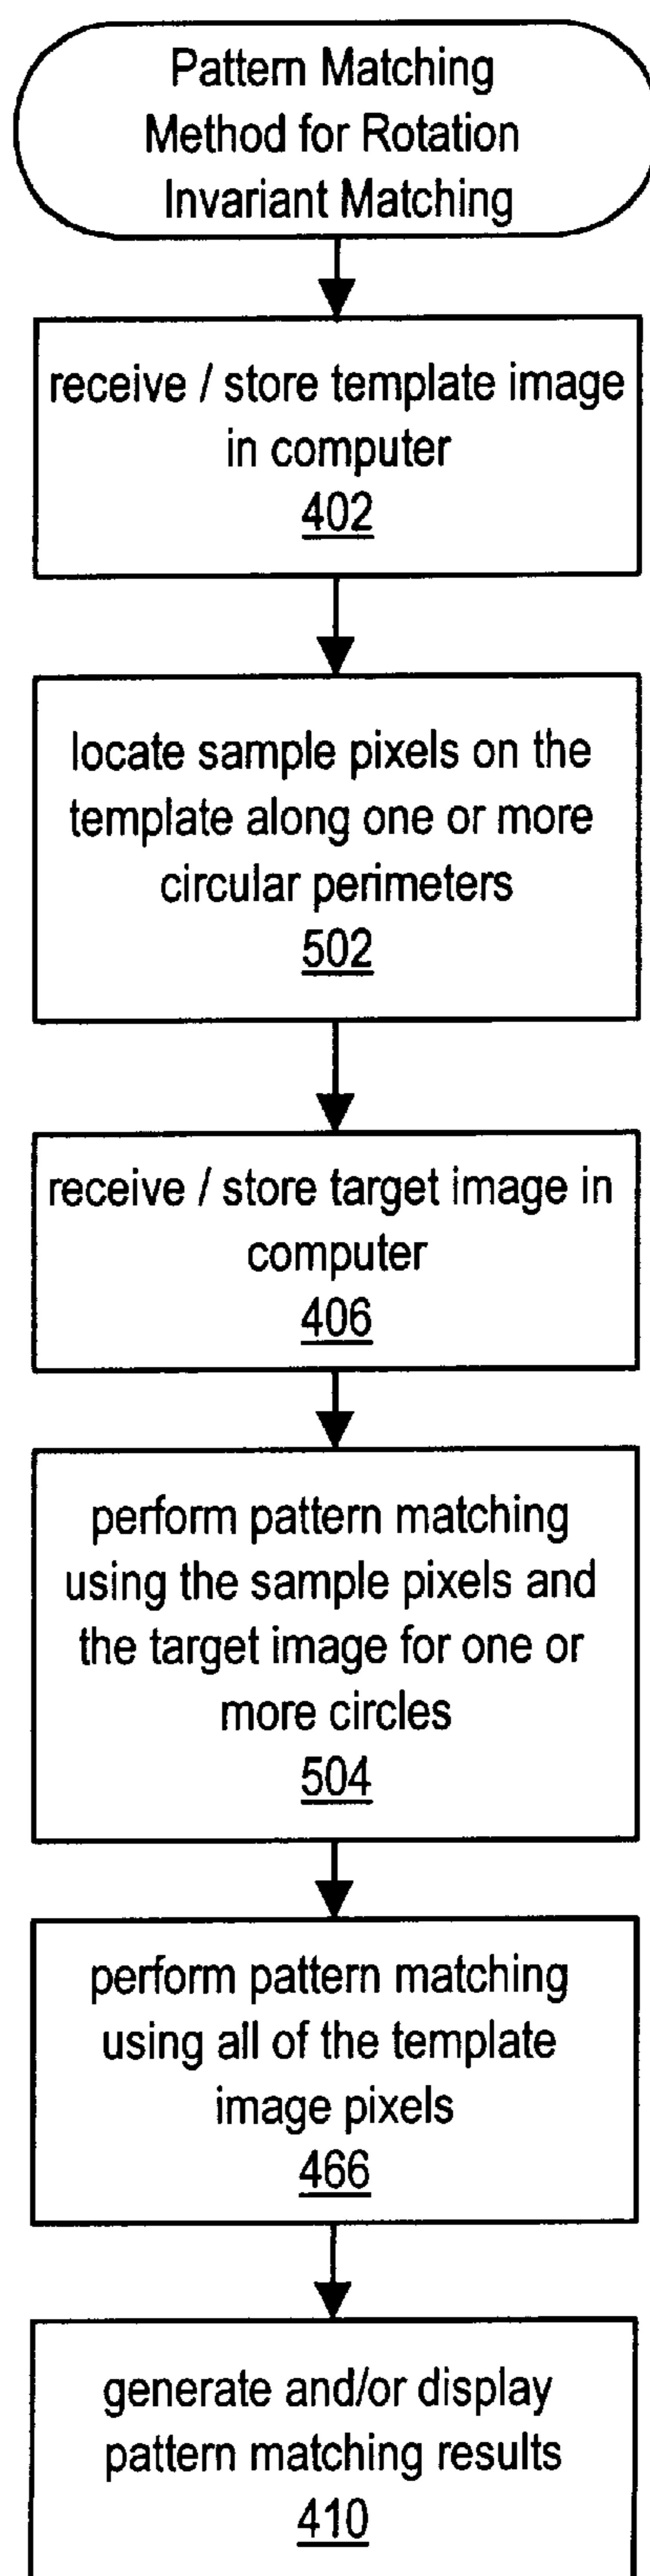 Pattern Matching
Method for Rotation
Invariant Matching
receive / store template image
in computer
402
locate sample pixels on the
template along one or more
circular perimeters
502
receive / store target image in
computer
406
perform pattern matching
using the sample pixels and
the target image for one or
more circles
504
perform pattern matching
using all of the template
image pixels
466
generate and/or display
pattern matching results
410